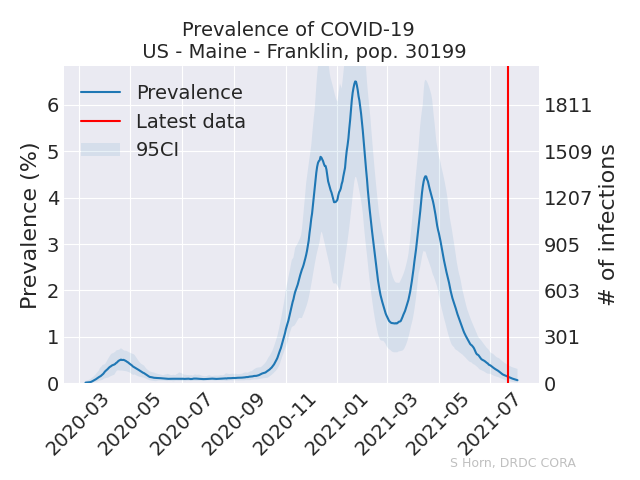 Prevalence of COVID-19
US - Maine - Franklin, pop. 30199
Prevalence
Latest data
95CI
Prevalence (%)
6
5
4
3
2
1
0
1811
1509
1207
905
603
301
0
# of infections
2020-03
2020-05
2020-07
2020-09
2020-11
2021-01
2021-03
2021-05
2021-07
S Horn, DRDC CORA